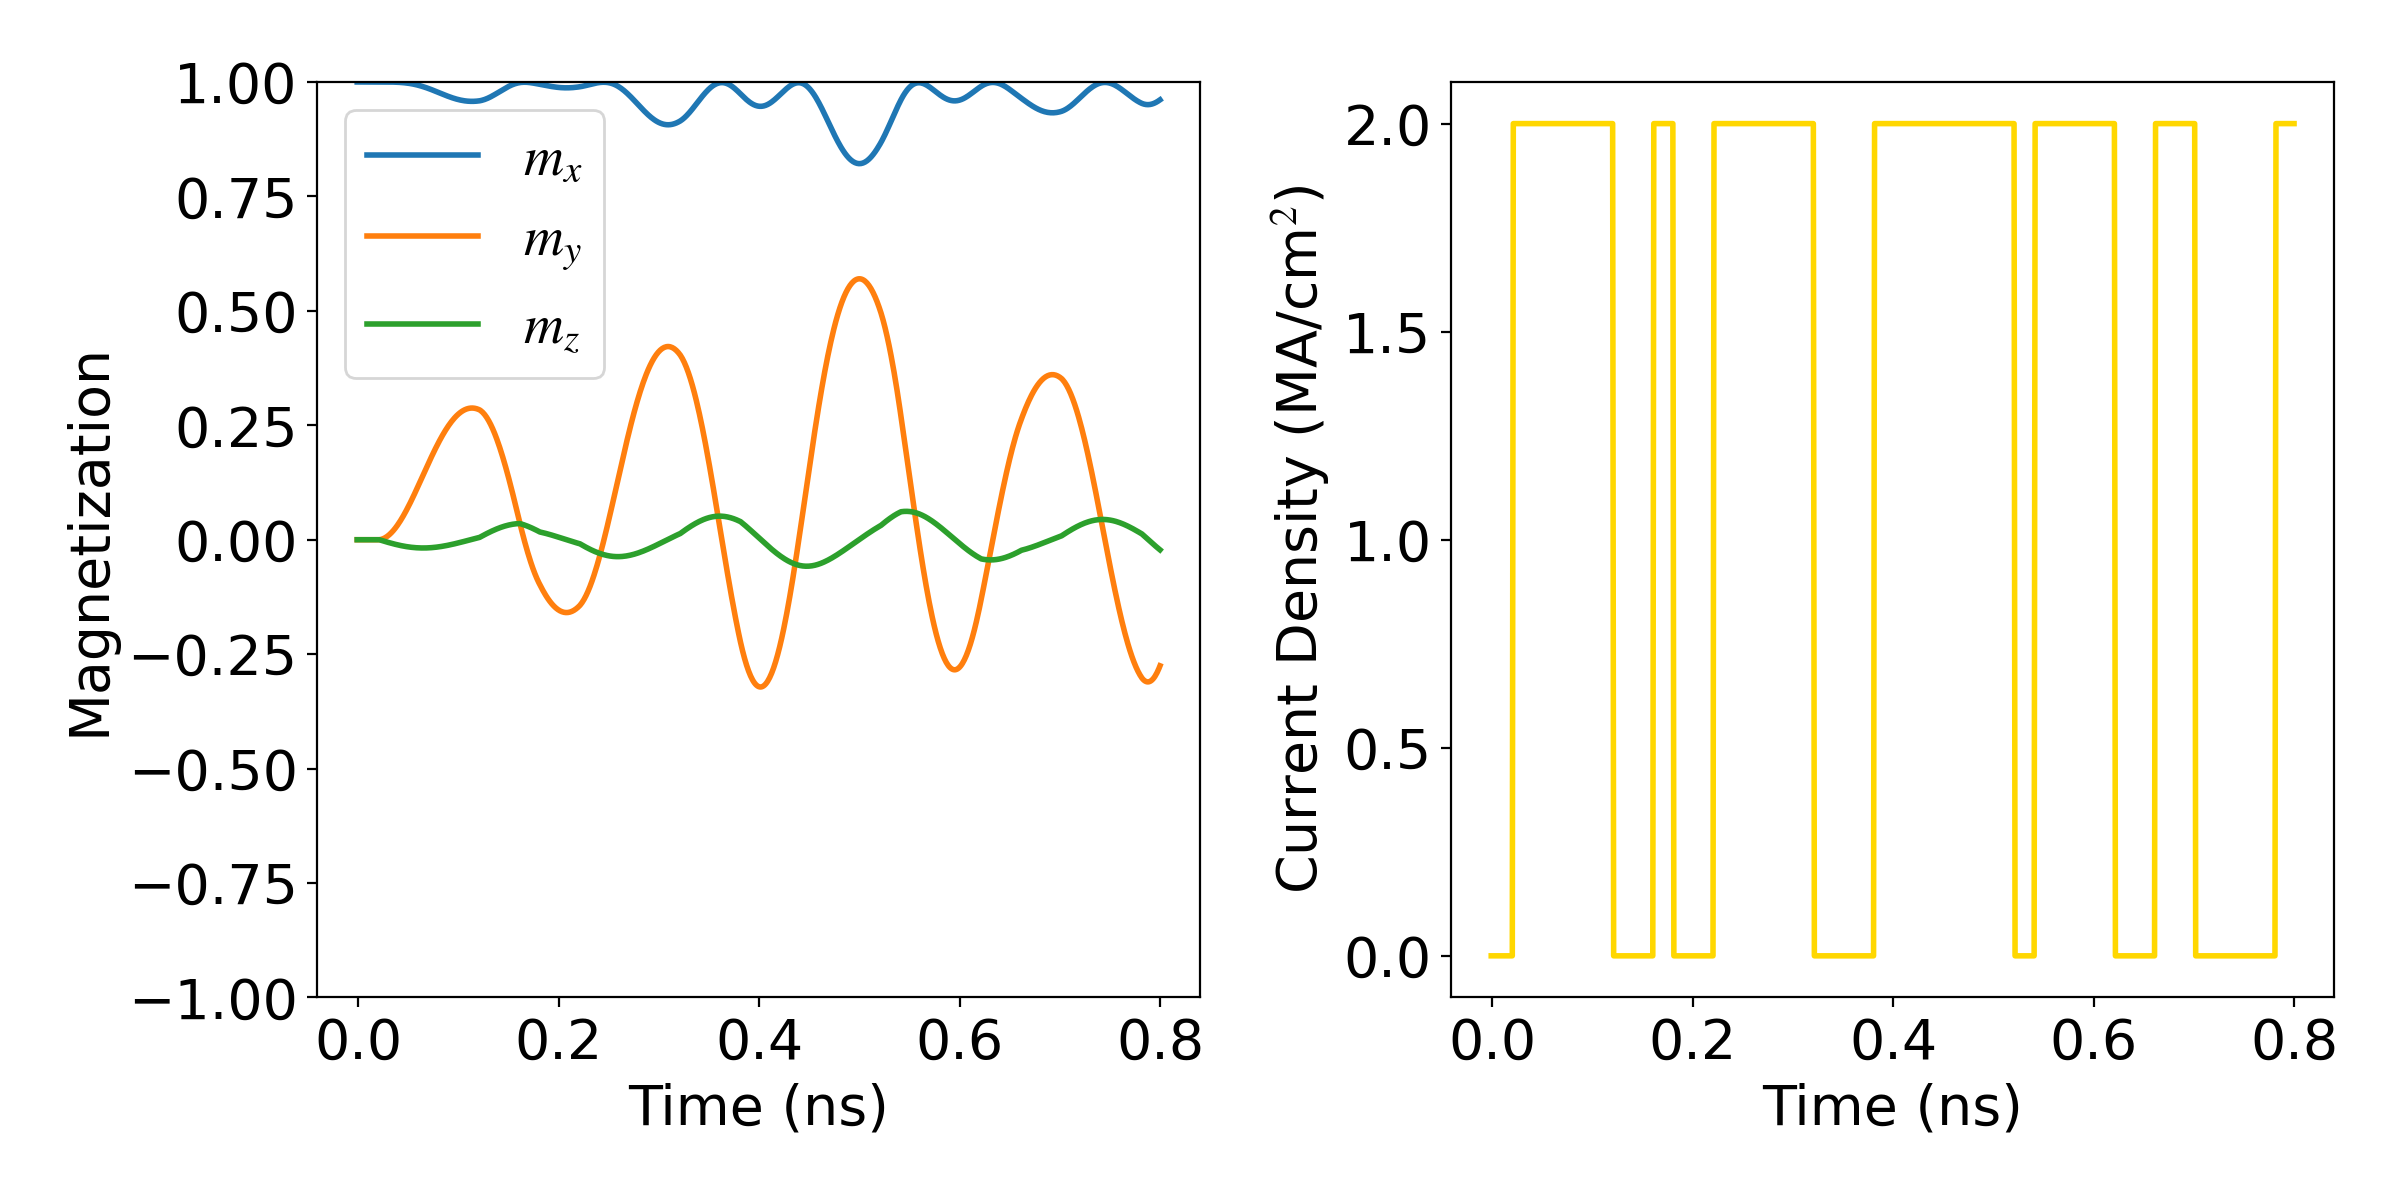 1.00
0.75
0.50
0.25
0.00
−0.25
−0.50
−0.75
−1.00
Magnetization
m_x
m_y
m_z
0.0 0.2 0.4 0.6 0.8
Time (ns)
2.0
1.5
1.0
0.5
0.0
Current Density (MA/cm²)
0.0 0.2 0.4 0.6 0.8
Time (ns)